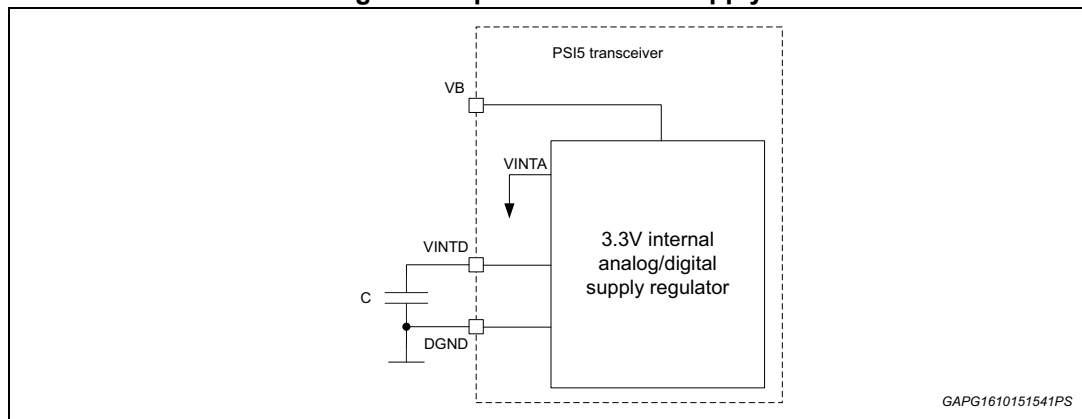 PSI5 transceiver
VB
VINTA
3.3V internal
analog/digital
supply regulator
VINTD
C
DGND
GAPG1610151541PS